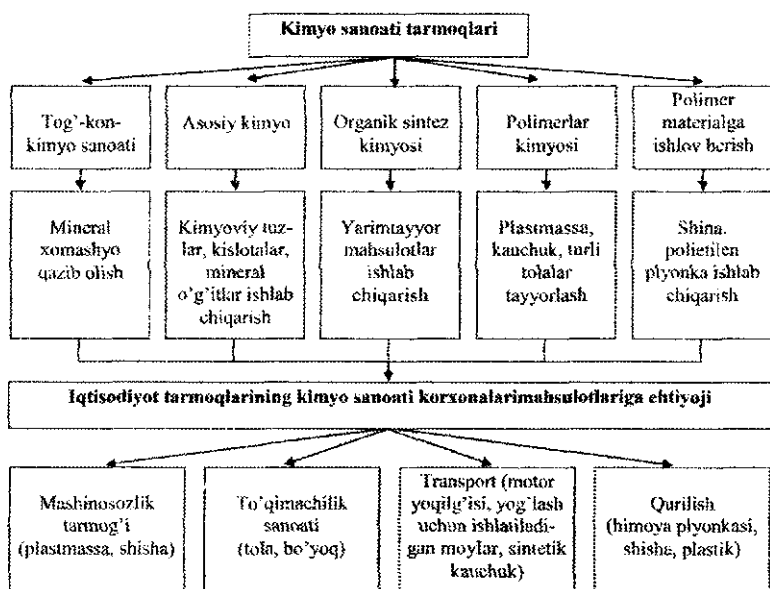 Kimyo sanoati tarmoqlari
Tog'-kon-
kimyo sanoati
Asosiy kimyo
Organik sintez
kimyosi
Polimerlar
kimyosi
Polimer
materialga
ishlov berish
Mineral
xomashyo
qazib olish
Kimyoviy tuz-
lar, kislotalar,
mineral
o'g'itlar ishlab
chiqarish
Yarimtayyor
mahsulotlar
ishlab
chiqarish
Plastmassa,
kauchuk, turli
tolalar
tayyorlash
Shina,
polietilen
plyonka ishlab
chiqarish
Iqtisodiyot tarmoqlarining kimyo sanoati korxonalarimahsulotlariga ehtiyoji
Mashinosozlik
tarmog'i
(plastmassa, shisha)
To'qimachilik
sanoati
(tola, bo'yoq)
Transport (motor
yoqilg'isi, yog'lash
uchun ishlatiladi-
gan moylar, sintetik
kauchuk)
Qurilish
(himoya plyonkasi,
shisha, plastik)